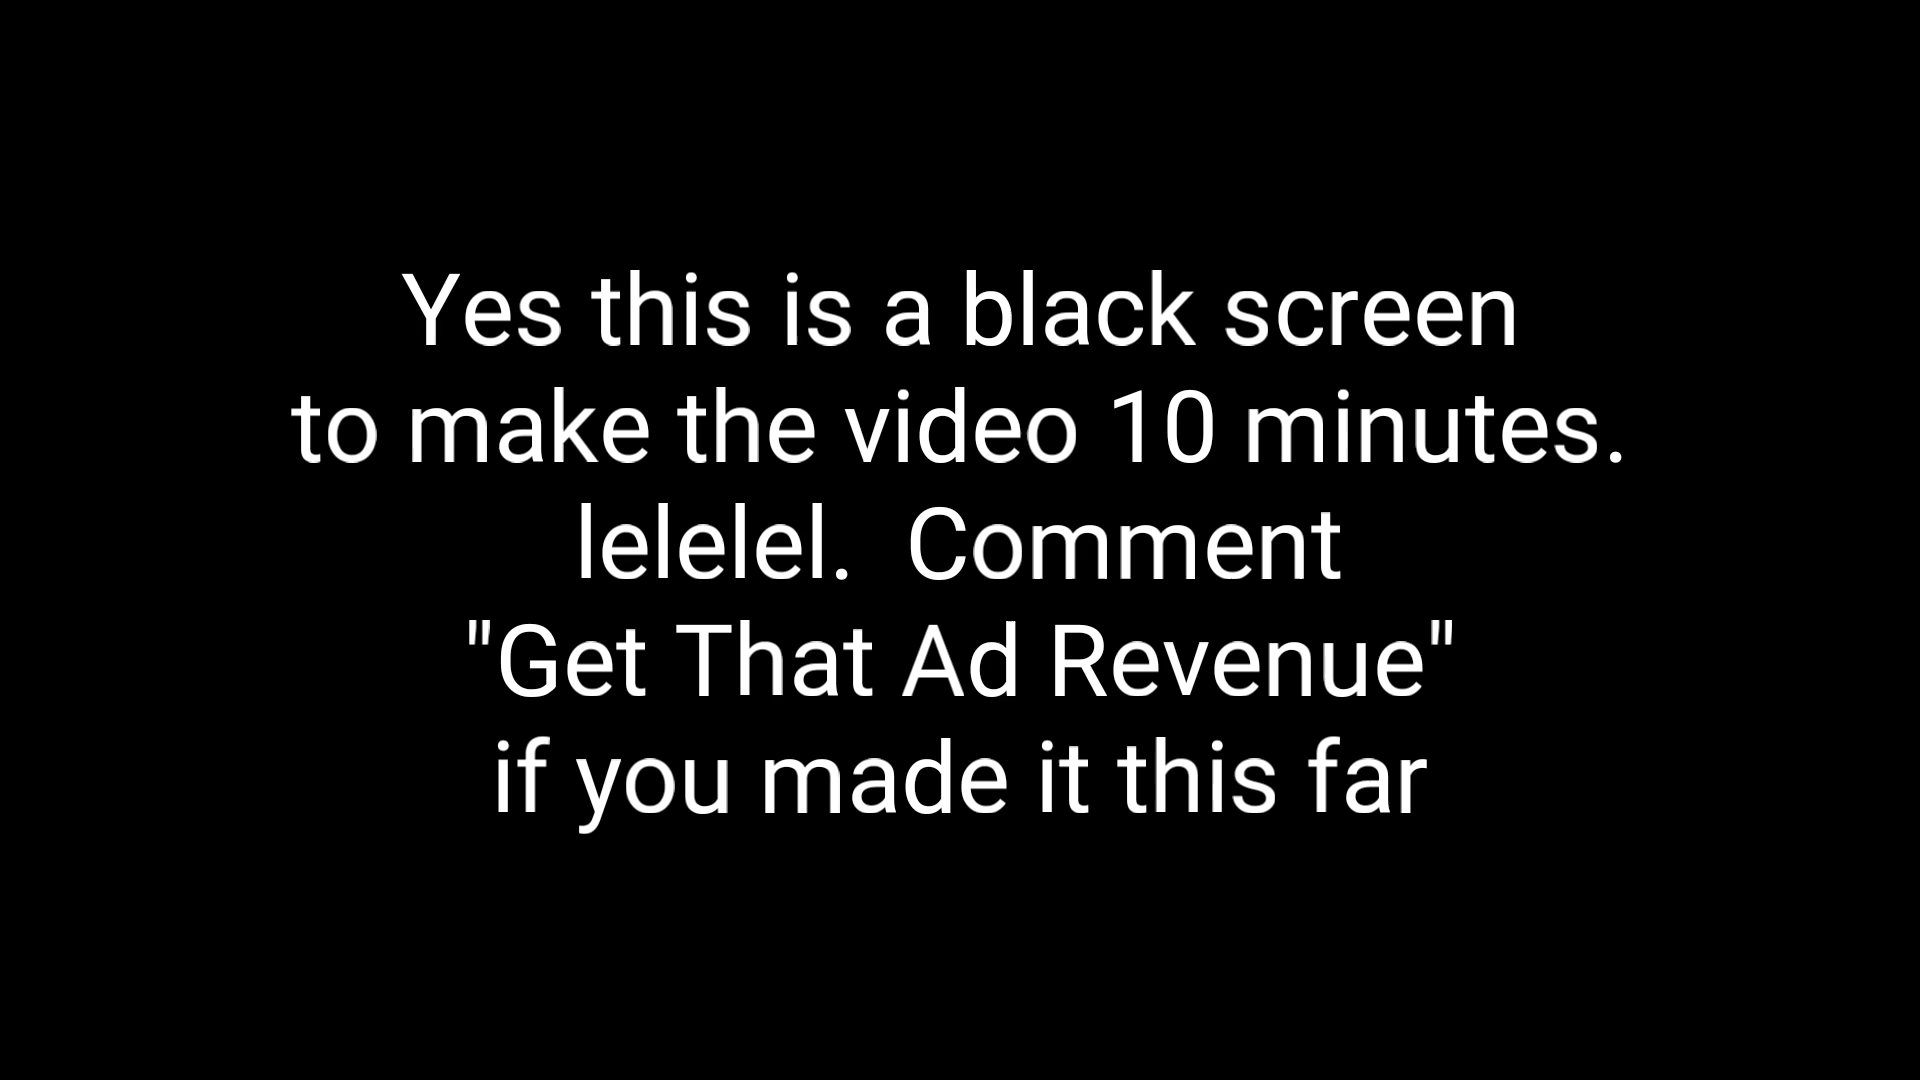 Yes this is a black screen
to make the video 10 minutes.
lelelel.  Comment
"Get That Ad Revenue"
if you made it this far